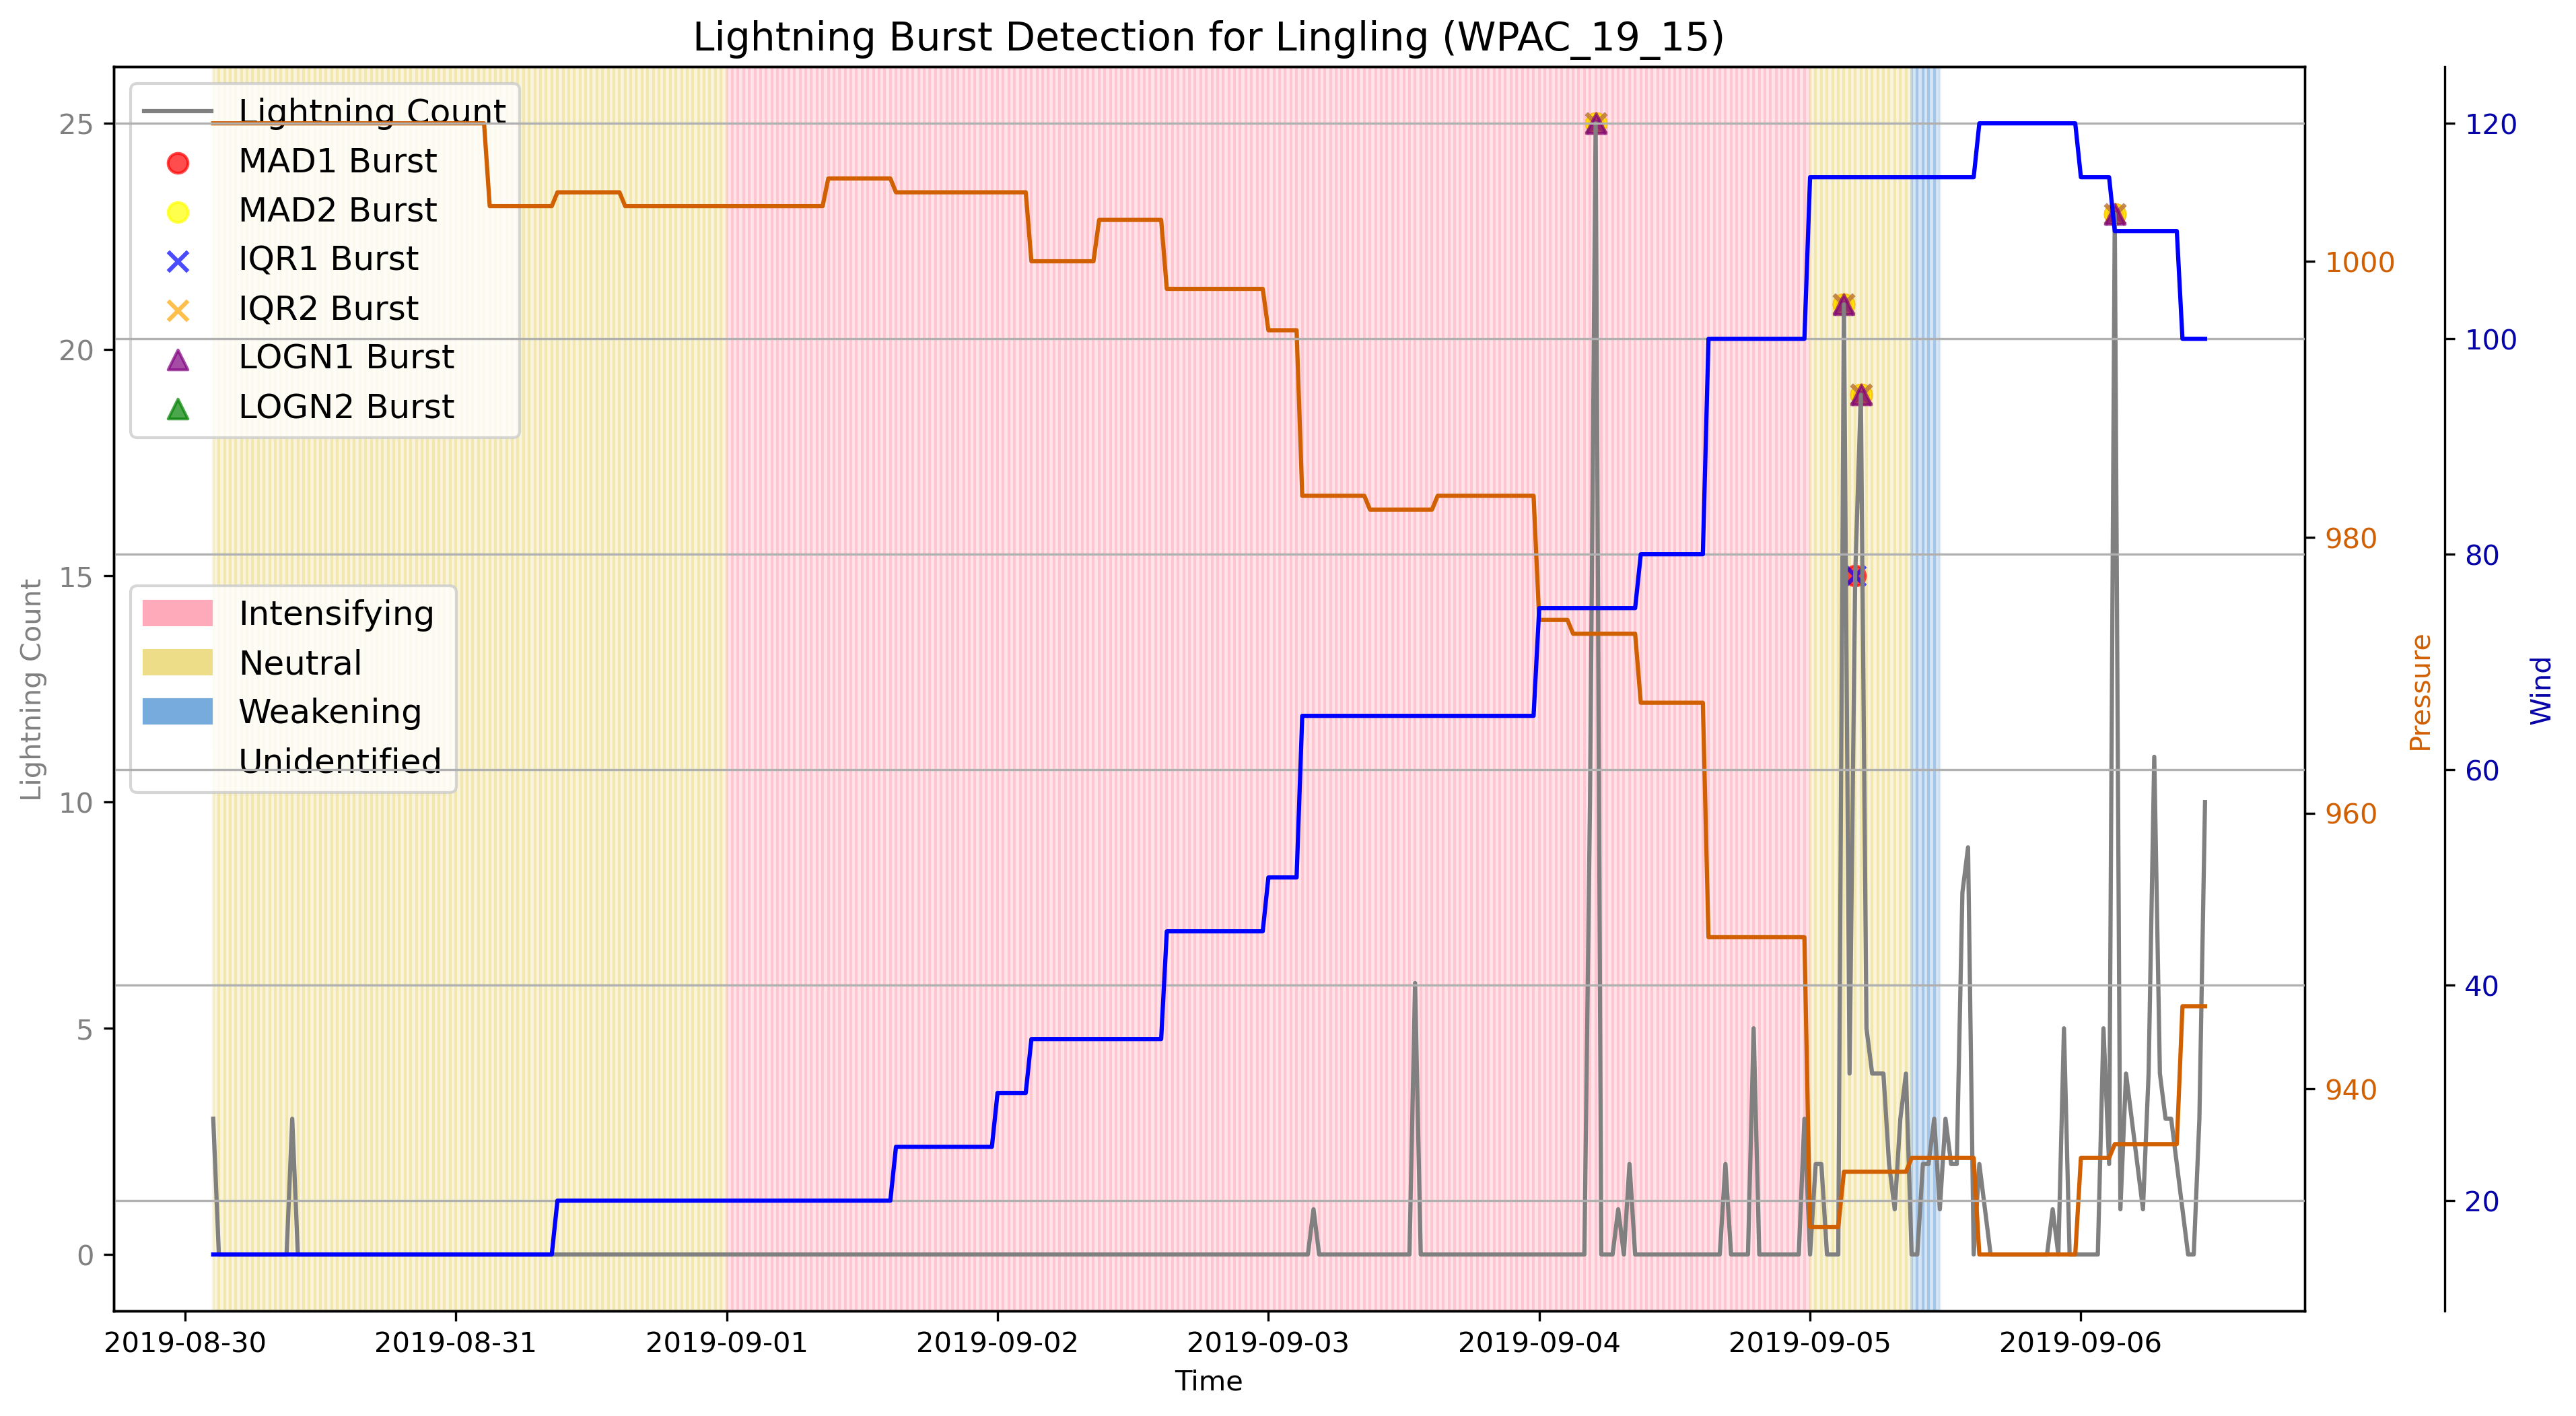 Lightning Burst Detection for Lingling (WPAC_19_15)
Lightning Count
MAD1 Burst
MAD2 Burst
IQR1 Burst
IQR2 Burst
LOGN1 Burst
LOGN2 Burst
Intensifying
Neutral
Weakening
Unidentified
25
20
15
10
5
0
Lightning Count
1000
980
960
940
Pressure
120
100
80
60
40
20
Wind
2019-08-30 2019-08-31 2019-09-01 2019-09-02 2019-09-03 2019-09-04 2019-09-05 2019-09-06
Time